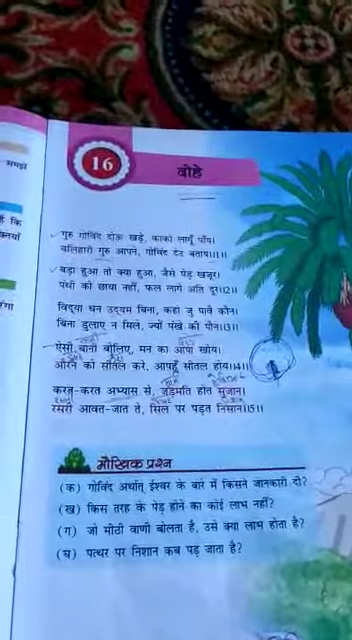 समझें
16
दोहे
गुरु गोविंद दोऊ खड़े, काको लागूँ पाँय।
बलिहारी गुरु आपने, गोविंद देउ बताय॥1॥
बड़ा हुआ तो क्या हुआ, जैसे पेड़ खजूर।
पंथी को छाया नहीं, फल लागे अति दूर॥2॥
विद्या धन उद्यम बिना, कहो जु पावै कौन।
बिना डुलाए न मिले, ज्यों पंखे की पौन॥3॥
ऐसी बानी बोलिए, मन का आपा खोय।
औरन को सीतल करे, आपहुँ सीतल होय॥4॥
करत-करत अभ्यास से, जड़मति होत सुजान।
रसरी आवत-जात ते, सिल पर पड़त निसान॥5॥
मौखिक प्रश्न
(क) गोविंद अर्थात् ईश्वर के बारे में किसने जानकारी दी?
(ख) किस तरह के पेड़ होने का कोई लाभ नहीं?
(ग) जो मीठी वाणी बोलता है, उसे क्या लाभ होता है?
(घ) पत्थर पर निशान कब पड़ जाता है?